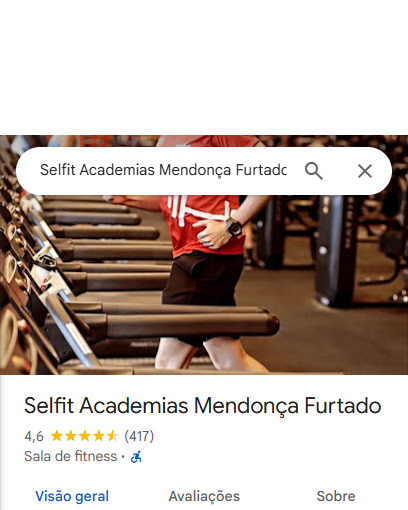 Selfit Academias Mendonça Furtado
Selfit Academias Mendonça Furtado
4,6 (417)
Sala de fitness ·
Visão geral Avaliações Sobre